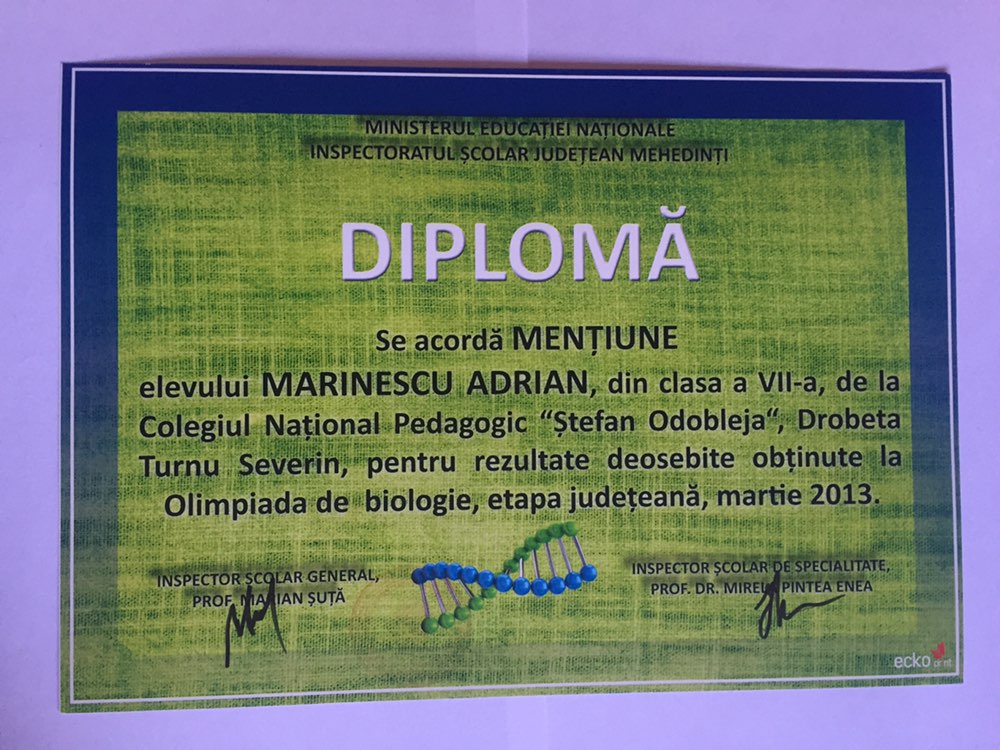 MINISTERUL EDUCAȚIEI NAȚIONALE
INSPECTORATUL ȘCOLAR JUDEȚEAN MEHEDINȚI
DIPLOMĂ
Se acordă MENȚIUNE
elevului MARINESCU ADRIAN, din clasa a VII-a, de la
Colegiul Național Pedagogic “Ștefan Odobleja“, Drobeta
Turnu Severin, pentru rezultate deosebite obținute la
Olimpiada de biologie, etapa județeană, martie 2013.
INSPECTOR ȘCOLAR GENERAL,
PROF. MARIAN ȘUTĂ
INSPECTOR ȘCOLAR DE SPECIALITATE,
PROF. DR. MIRELA PINTEA ENEA
ecko print